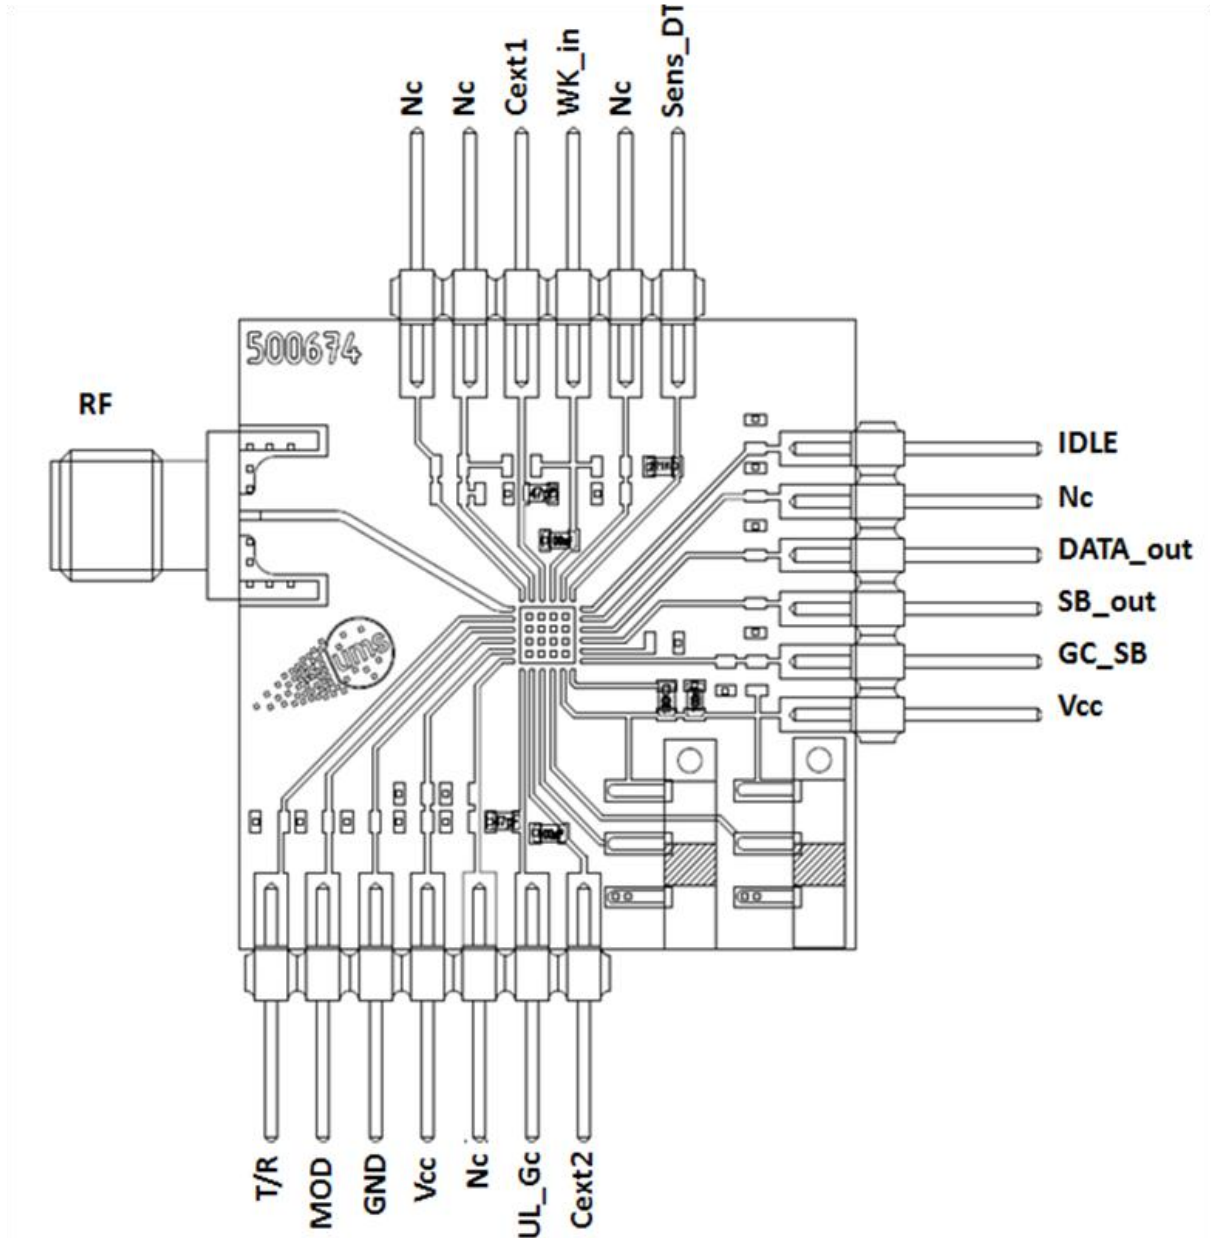 Nc
Nc
Cext1
WK_in
Nc
Sens_DT
500674
RF
IDLE
Nc
DATA_out
SB_out
GC_SB
Vcc
ums
T/R
MOD
GND
Vcc
Nc
UL_Gc
Cext2